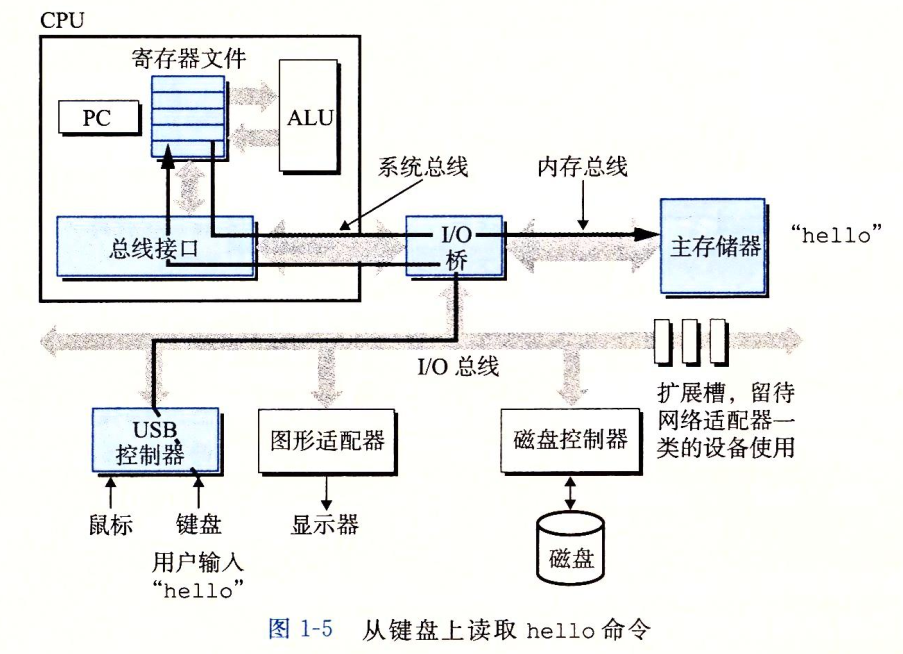 CPU
寄存器文件
PC
ALU
系统总线
内存总线
总线接口
I/O
桥
主存储器
“hello”
I/O 总线
扩展槽，留待
网络适配器一
类的设备使用
USB
控制器
图形适配器
磁盘控制器
鼠标
键盘
显示器
用户输入
“hello”
磁盘
图 1-5 从键盘上读取 hello 命令